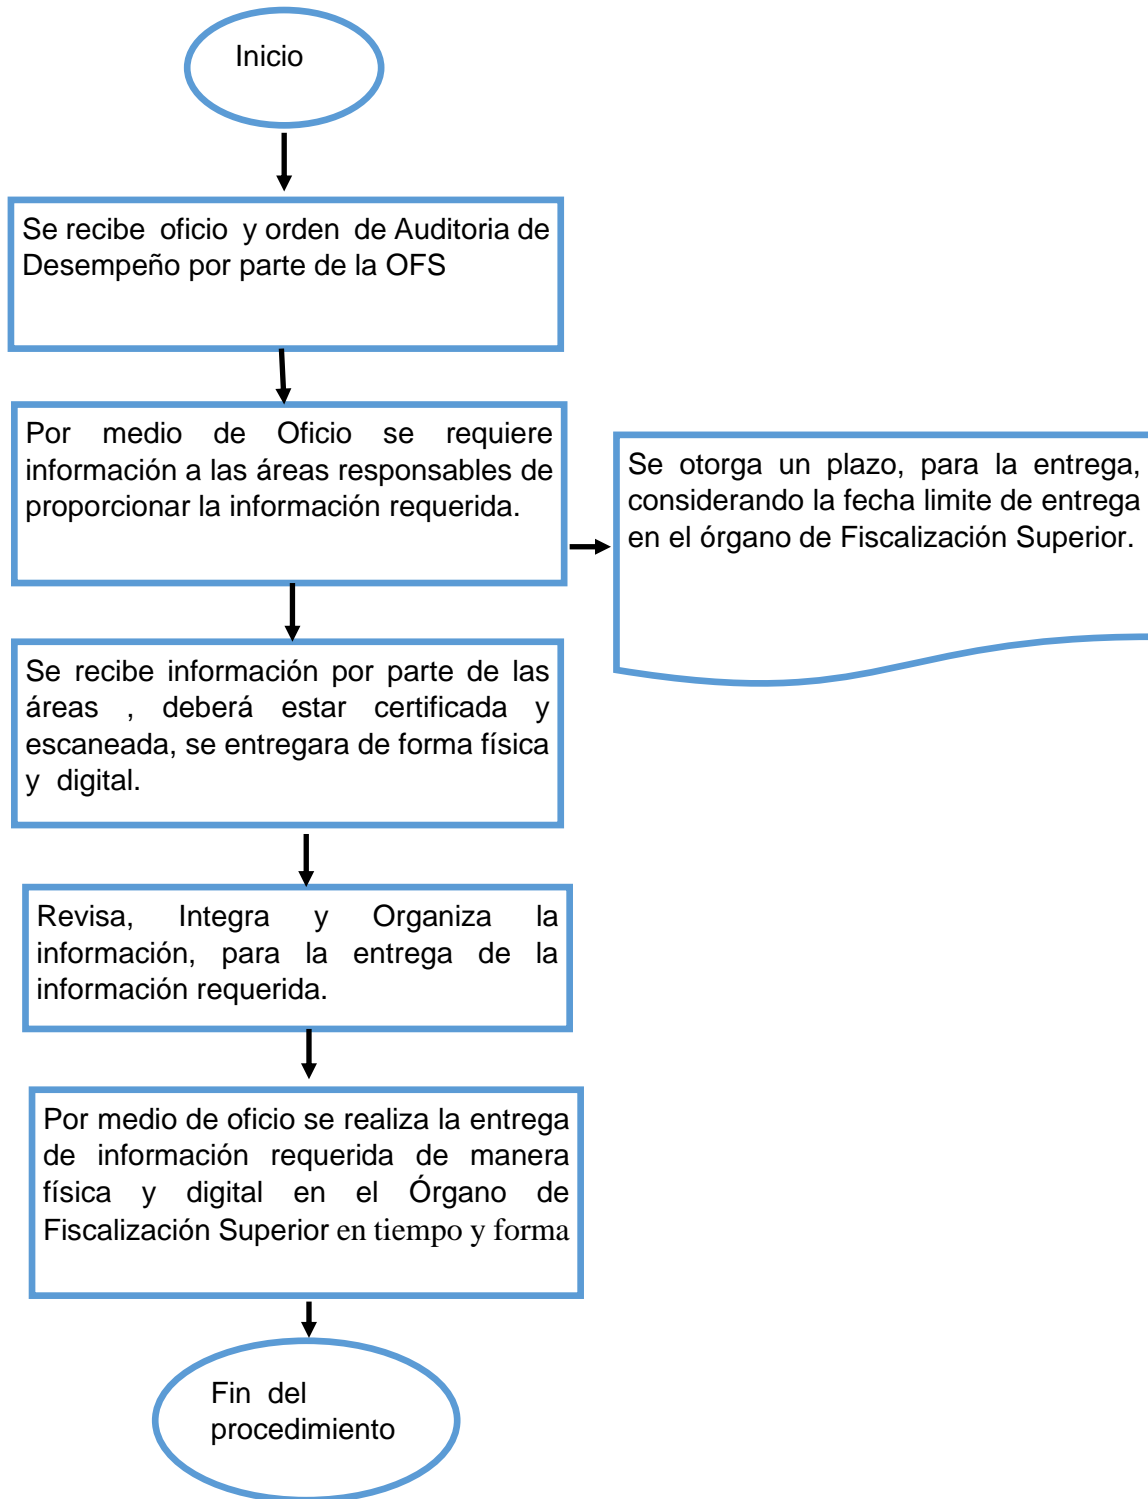 Inicio
Se recibe oficio y orden de Auditoria de
Desempeño por parte de la OFS
Por medio de Oficio se requiere
información a las áreas responsables de
proporcionar la información requerida.
Se otorga un plazo, para la entrega,
considerando la fecha limite de entrega
en el órgano de Fiscalización Superior.
Se recibe información por parte de las
áreas , deberá estar certificada y
escaneada, se entregara de forma física
y digital.
Revisa, Integra y Organiza la
información, para la entrega de la
información requerida.
Por medio de oficio se realiza la entrega
de información requerida de manera
física y digital en el Órgano de
Fiscalización Superior en tiempo y forma
Fin del
procedimiento